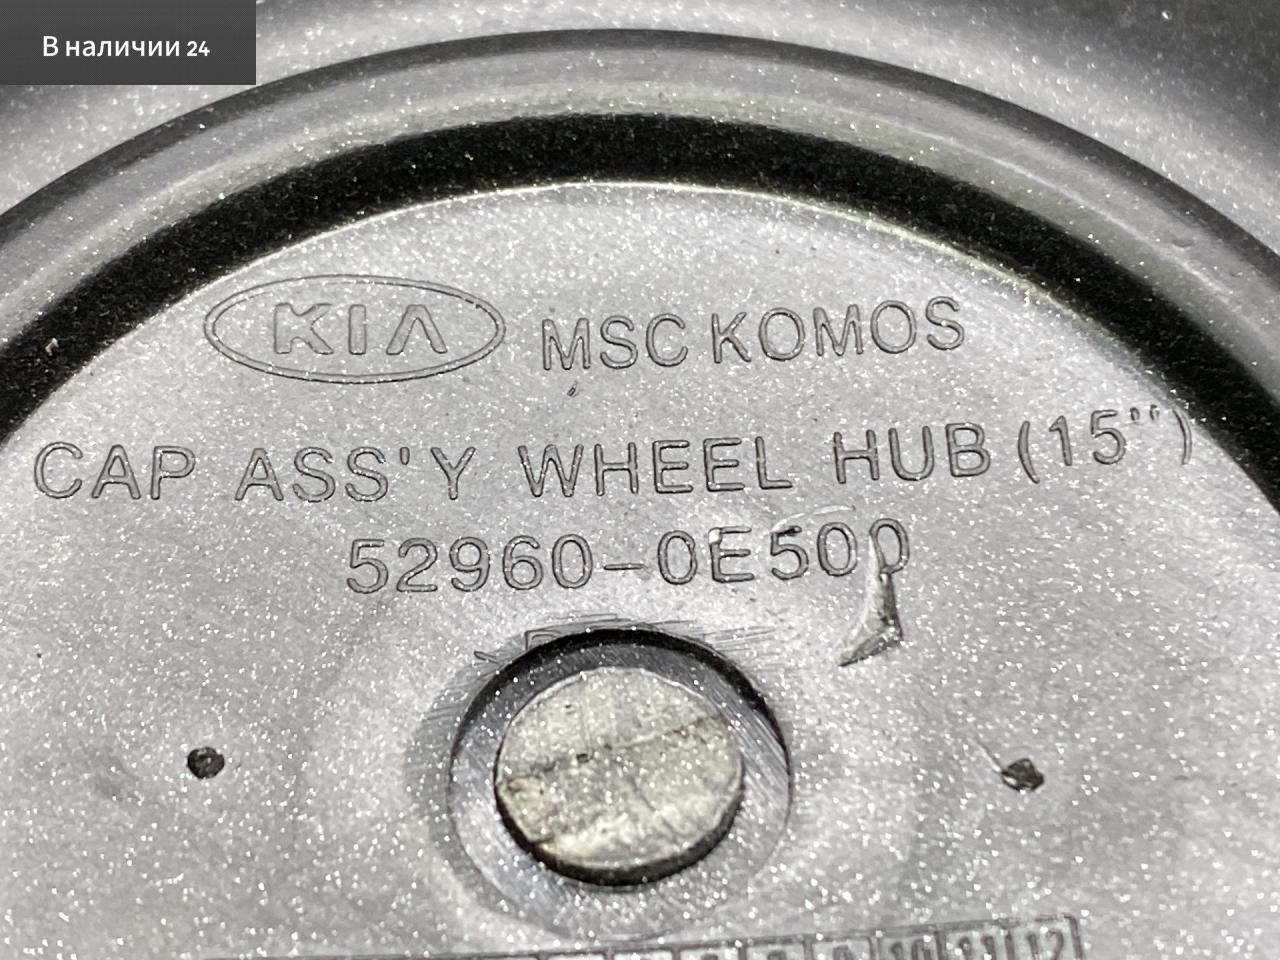 В наличии 24
KIA MSC KOMOS
CAP ASS'Y WHEEL HUB (15")
52960-0E500
10 11 12